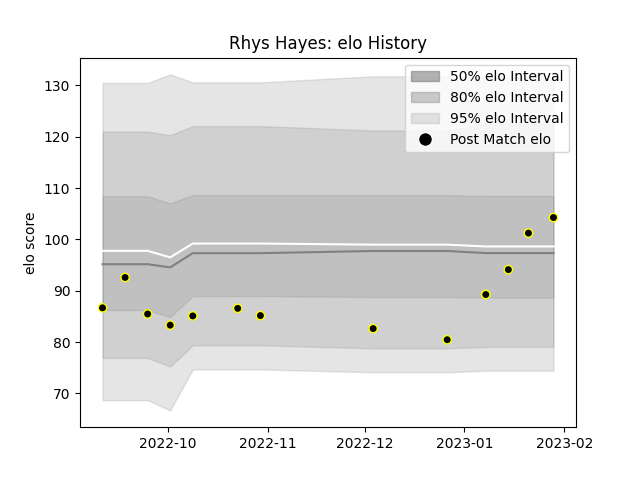 Rhys Hayes: elo History
50% elo Interval
80% elo Interval
95% elo Interval
Post Match elo
elo score
130
120
110
100
90
80
70
2022-10
2022-11
2022-12
2023-01
2023-02